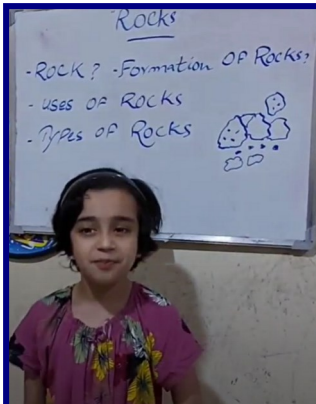 Rocks
- ROCK? - Formation OF Rocks?
- USES OF ROCKS
- Types OF Rocks